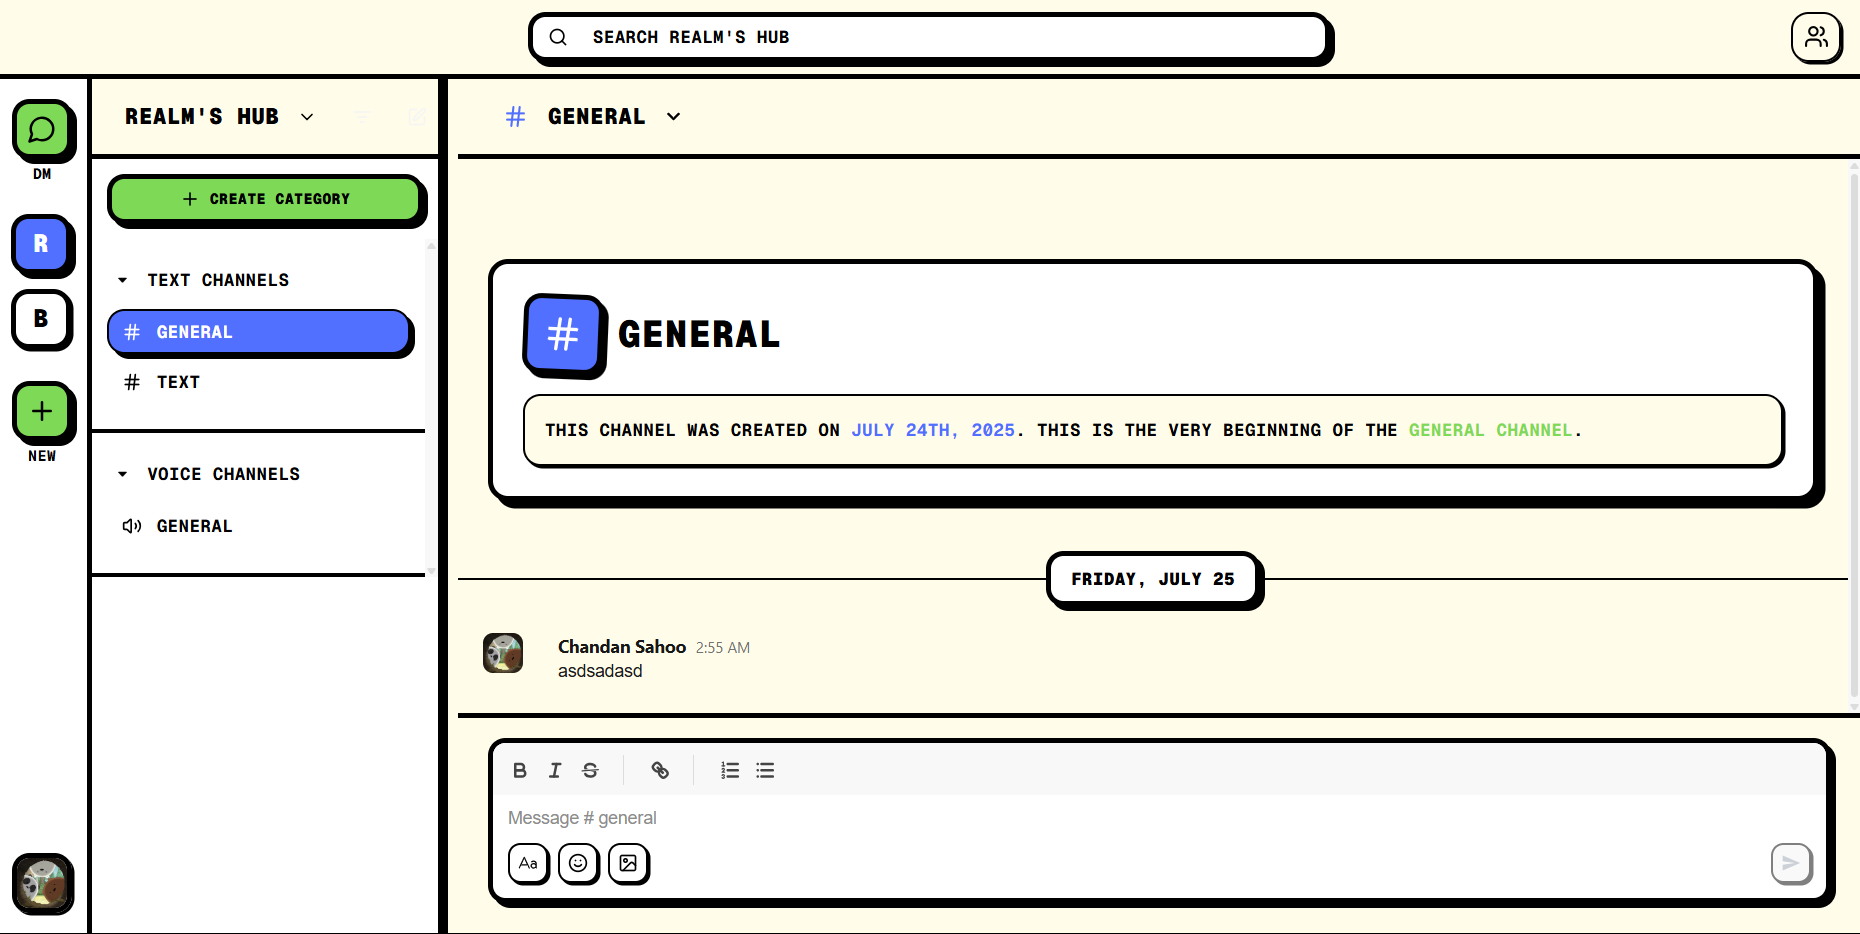 SEARCH REALM'S HUB
DM
R
B
NEW
REALM'S HUB
CREATE CATEGORY
TEXT CHANNELS
# GENERAL
# TEXT
VOICE CHANNELS
GENERAL
# GENERAL
# GENERAL
THIS CHANNEL WAS CREATED ON JULY 24TH, 2025. THIS IS THE VERY BEGINNING OF THE GENERAL CHANNEL.
FRIDAY, JULY 25
Chandan Sahoo 2:55 AM
asdsadasd
B I S
Message # general
Aa